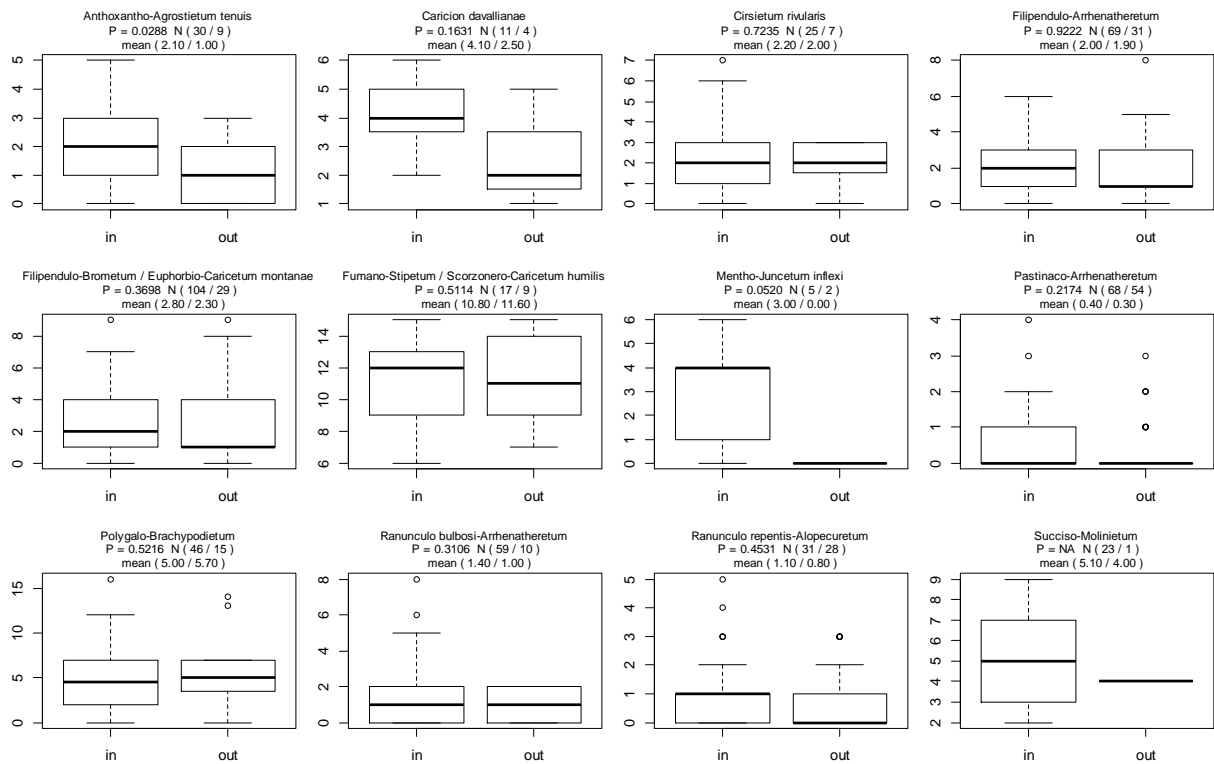 Anthoxantho-Agrostietum tenuis
P = 0.0288 N ( 30 / 9 )
mean ( 2.10 / 1.00 )
5
4
3
2
1
0
in out
Caricion davallianae
P = 0.1631 N ( 11 / 4 )
mean ( 4.10 / 2.50 )
6
5
4
3
2
1
in out
Cirsietum rivularis
P = 0.7235 N ( 25 / 7 )
mean ( 2.20 / 2.00 )
7
6
5
4
3
2
1
0
in out
Filipendulo-Arrhenatheretum
P = 0.9222 N ( 69 / 31 )
mean ( 2.00 / 1.90 )
8
6
4
2
0
in out
Filipendulo-Brometum / Euphorbio-Caricetum montanae
P = 0.3698 N ( 104 / 29 )
mean ( 2.80 / 2.30 )
8
6
4
2
0
in out
Fumano-Stipetum / Scorzonero-Caricetum humilis
P = 0.5114 N ( 17 / 9 )
mean ( 10.80 / 11.60 )
14
12
10
8
6
in out
Mentho-Juncetum inflexi
P = 0.0520 N ( 5 / 2 )
mean ( 3.00 / 0.00 )
6
5
4
3
2
1
0
in out
Pastinaco-Arrhenatheretum
P = 0.2174 N ( 68 / 54 )
mean ( 0.40 / 0.30 )
4
3
2
1
0
in out
Polygalo-Brachypodietum
P = 0.5216 N ( 46 / 15 )
mean ( 5.00 / 5.70 )
15
10
5
0
in out
Ranunculo bulbosi-Arrhenatheretum
P = 0.3106 N ( 59 / 10 )
mean ( 1.40 / 1.00 )
8
6
4
2
0
in out
Ranunculo repentis-Alopecuretum
P = 0.4531 N ( 31 / 28 )
mean ( 1.10 / 0.80 )
5
4
3
2
1
0
in out
Succiso-Molinietum
P = NA N ( 23 / 1 )
mean ( 5.10 / 4.00 )
9
8
7
6
5
4
3
2
in out